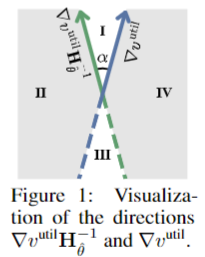 I
∇v^util H_θ̂^{-1}
α
∇v^util
II
IV
III
Figure 1: Visualiza-
tion of the directions
∇v^util H_θ̂^{-1} and ∇v^util.